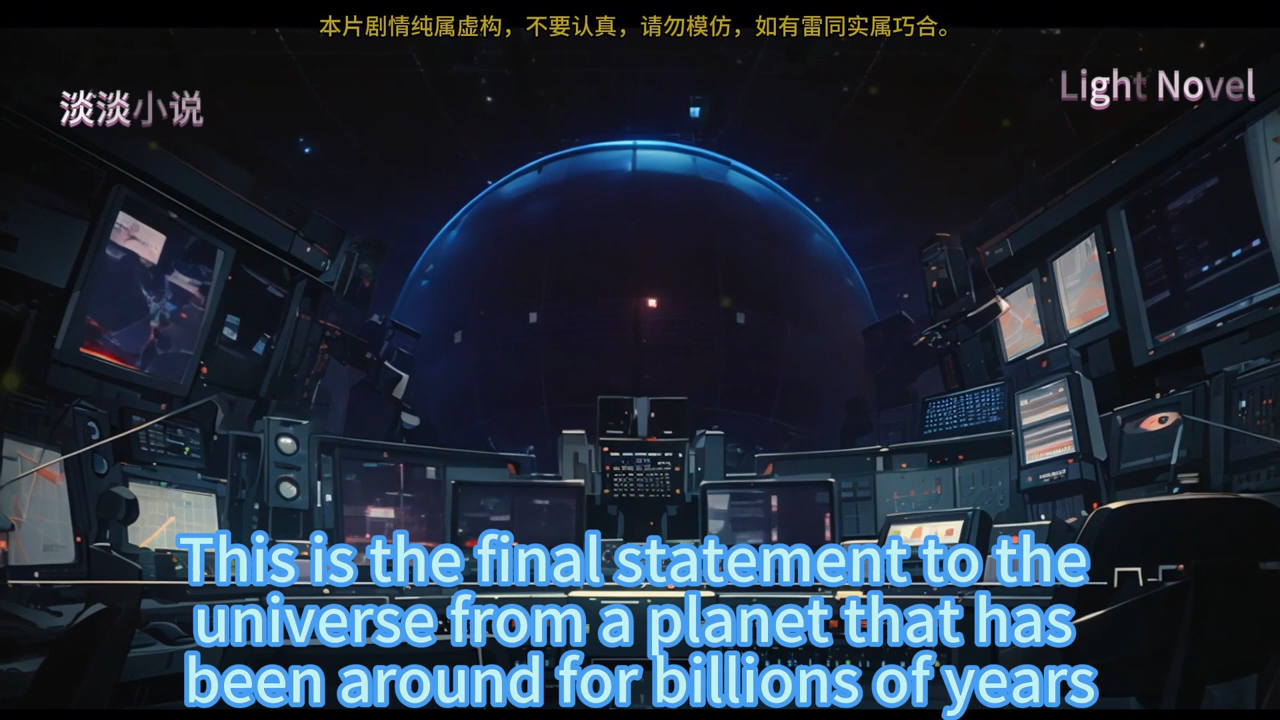 本片剧情纯属虚构，不要认真，请勿模仿，如有雷同实属巧合。
淡淡小说
Light Novel
This is the final statement to the
universe from a planet that has
been around for billions of years